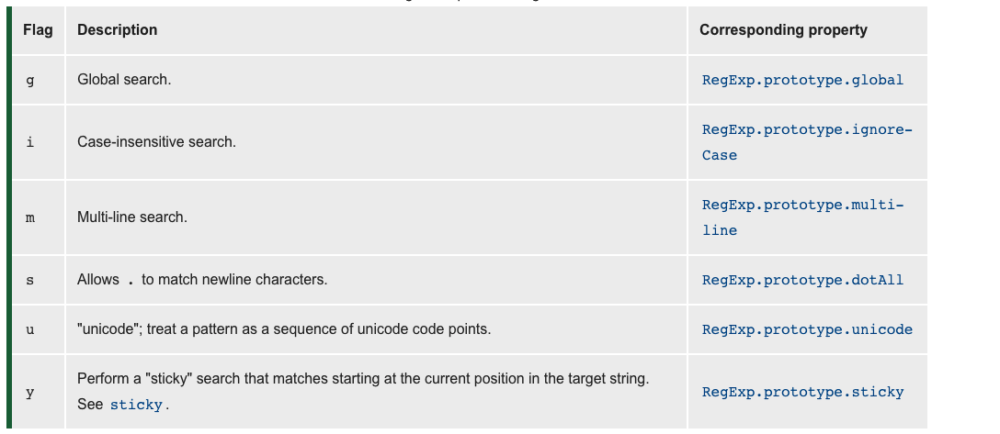 Flag Description Corresponding property
g Global search. RegExp.prototype.global
i Case-insensitive search. RegExp.prototype.ignore-
Case
m Multi-line search. RegExp.prototype.multi-
line
s Allows . to match newline characters. RegExp.prototype.dotAll
u "unicode"; treat a pattern as a sequence of unicode code points. RegExp.prototype.unicode
y Perform a "sticky" search that matches starting at the current position in the target string.
See sticky. RegExp.prototype.sticky